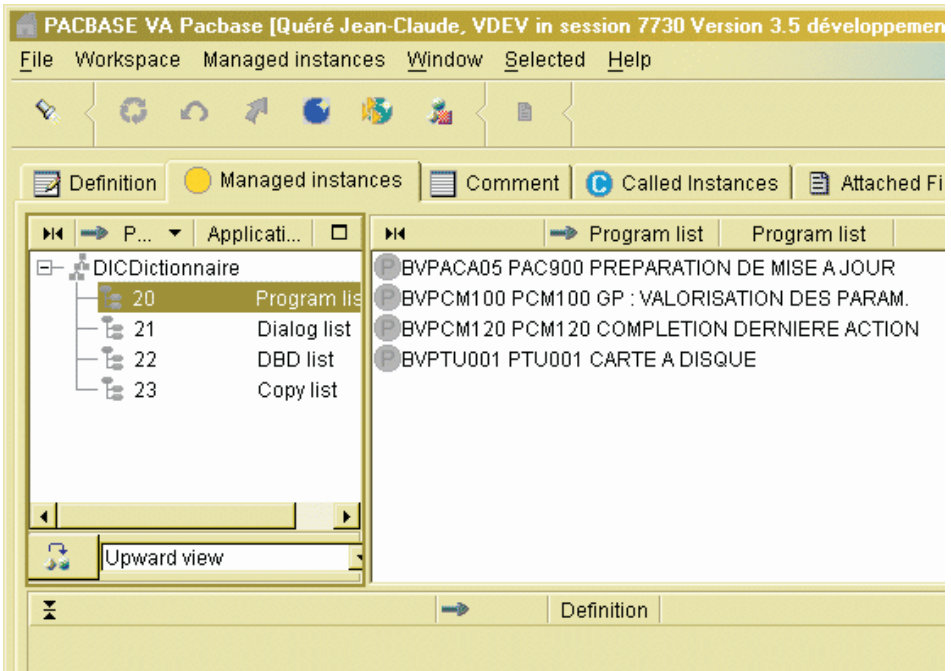 PACBASE VA Pacbase [Quéré Jean-Claude, VDEV in session 7730 Version 3.5 développemen
File Workspace Managed instances Window Selected Help
Definition Managed instances Comment Called Instances Attached Fi
P... Applicati... Program list Program list
DICDictionnaire
20 Program lis
21 Dialog list
22 DBD list
23 Copy list
BVPACA05 PAC900 PREPARATION DE MISE A JOUR
BVPCM100 PCM100 GP : VALORISATION DES PARAM.
BVPCM120 PCM120 COMPLETION DERNIERE ACTION
BVPTU001 PTU001 CARTE A DISQUE
Upward view
Definition